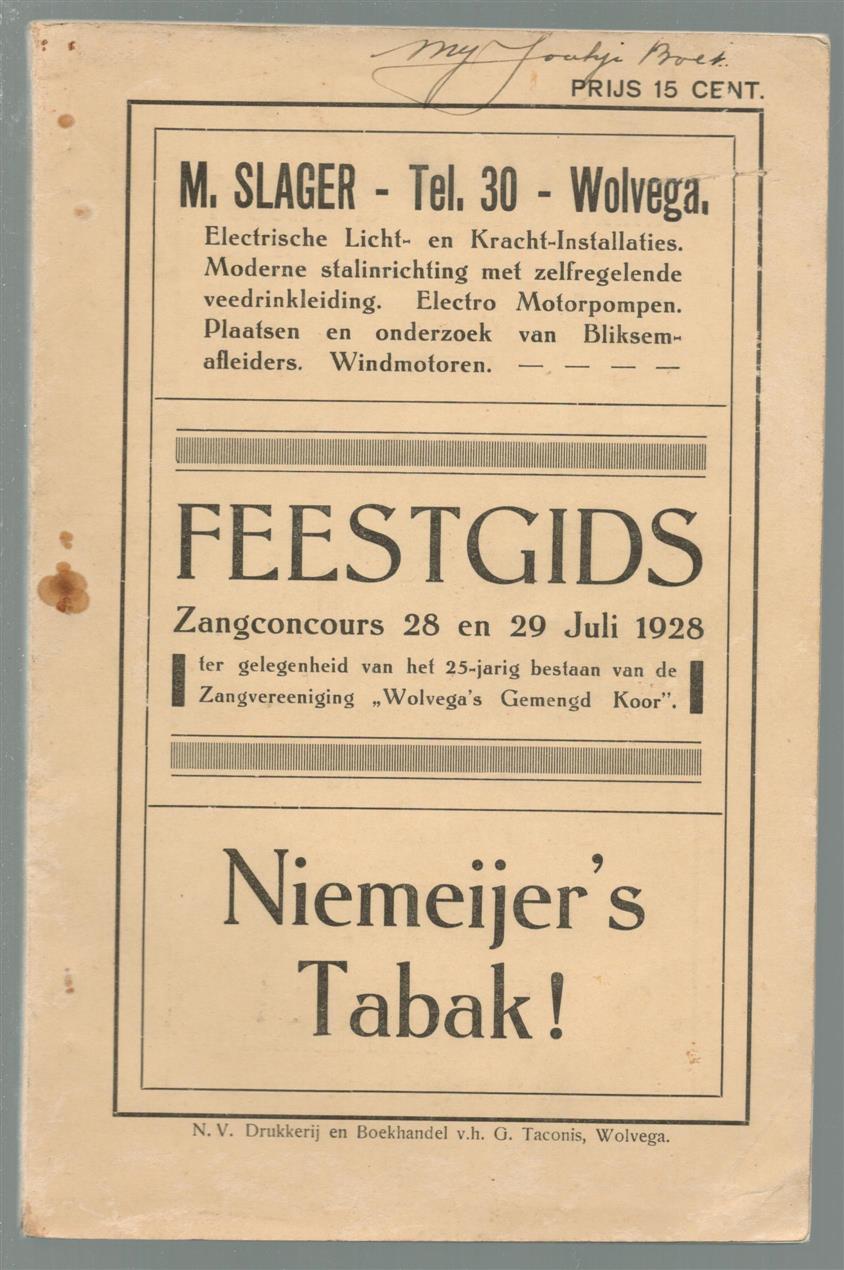 PRIJS 15 CENT.
M. SLAGER - Tel. 30 - Wolvega.
Electrische Licht- en Kracht-Installaties.
Moderne stalinrichting met zelfregelende
veedrinkleiding. Electro Motorpompen.
Plaatsen en onderzoek van Bliksem-
afleiders. Windmotoren. — — — —
FEESTGIDS
Zangconcours 28 en 29 Juli 1928
ter gelegenheid van het 25-jarig bestaan van de
Zangvereeniging „Wolvega's Gemengd Koor".
Niemeijer's
Tabak!
N. V. Drukkerij en Boekhandel v.h. G. Taconis, Wolvega.